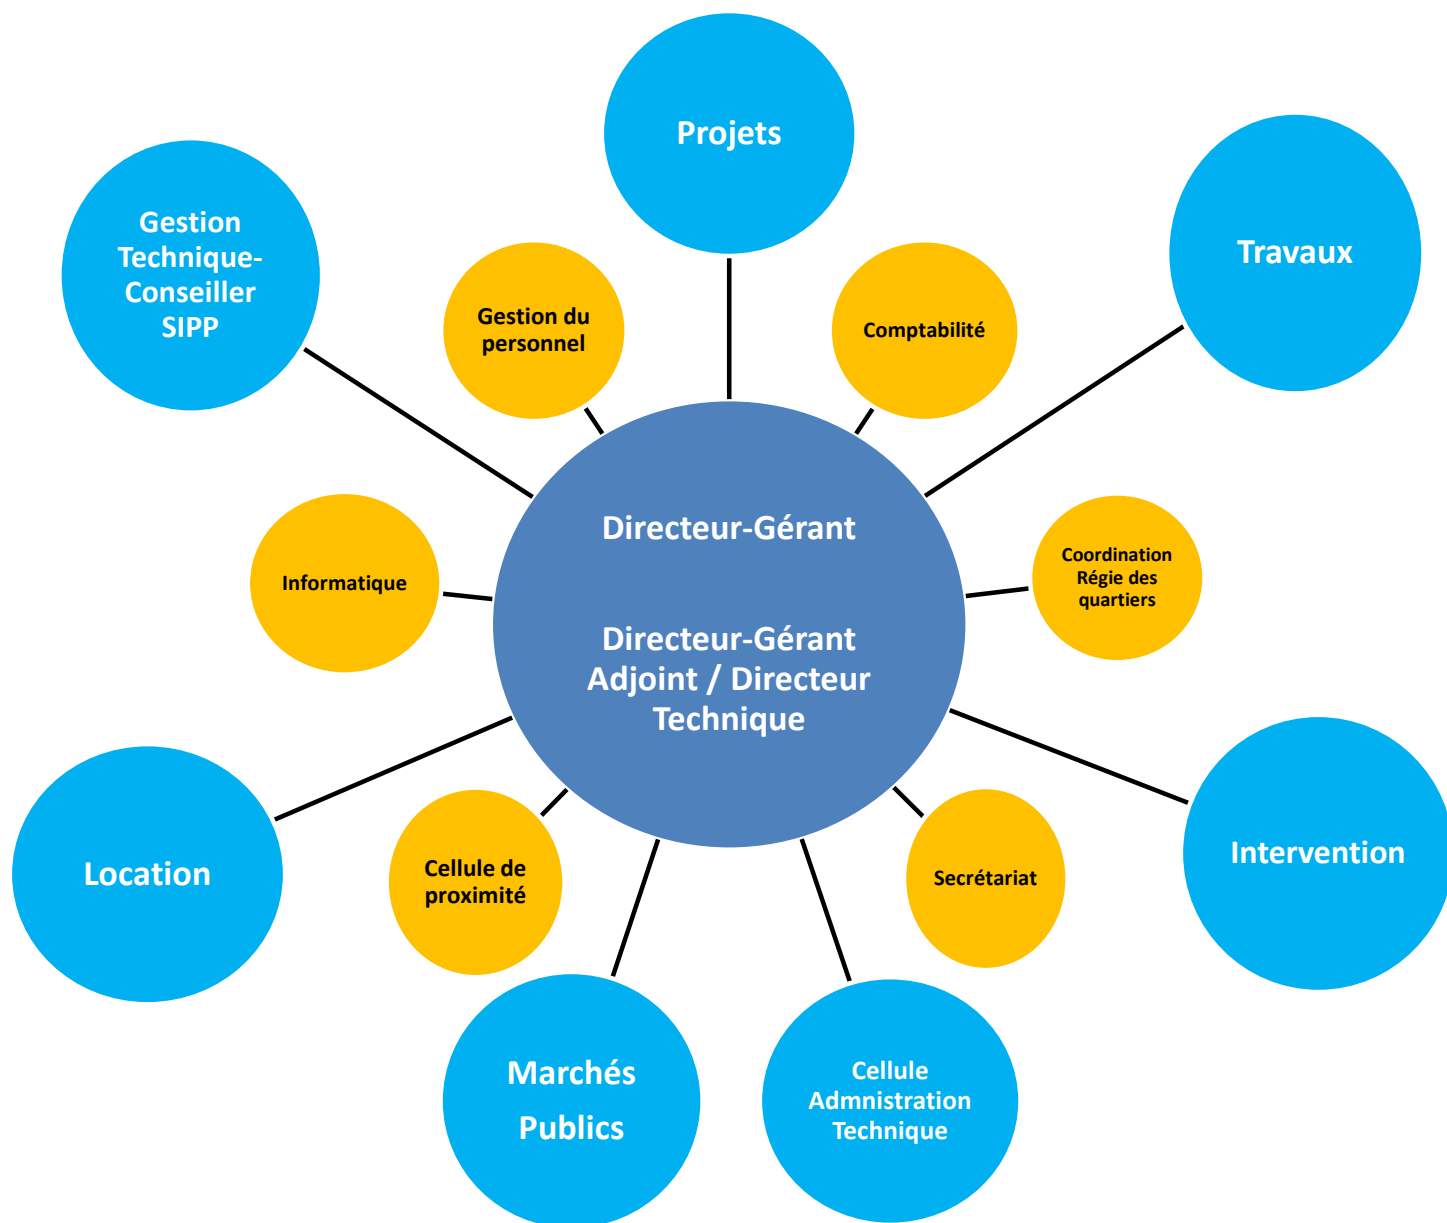 Projets
Gestion
Technique-
Conseiller
SIPP
Travaux
Gestion du
personnel
Comptabilité
Directeur-Gérant
Directeur-Gérant
Adjoint / Directeur
Technique
Informatique
Coordination
Régie des
quartiers
Location
Cellule de
proximité
Secrétariat
Intervention
Marchés
Publics
Cellule
Admnistration
Technique